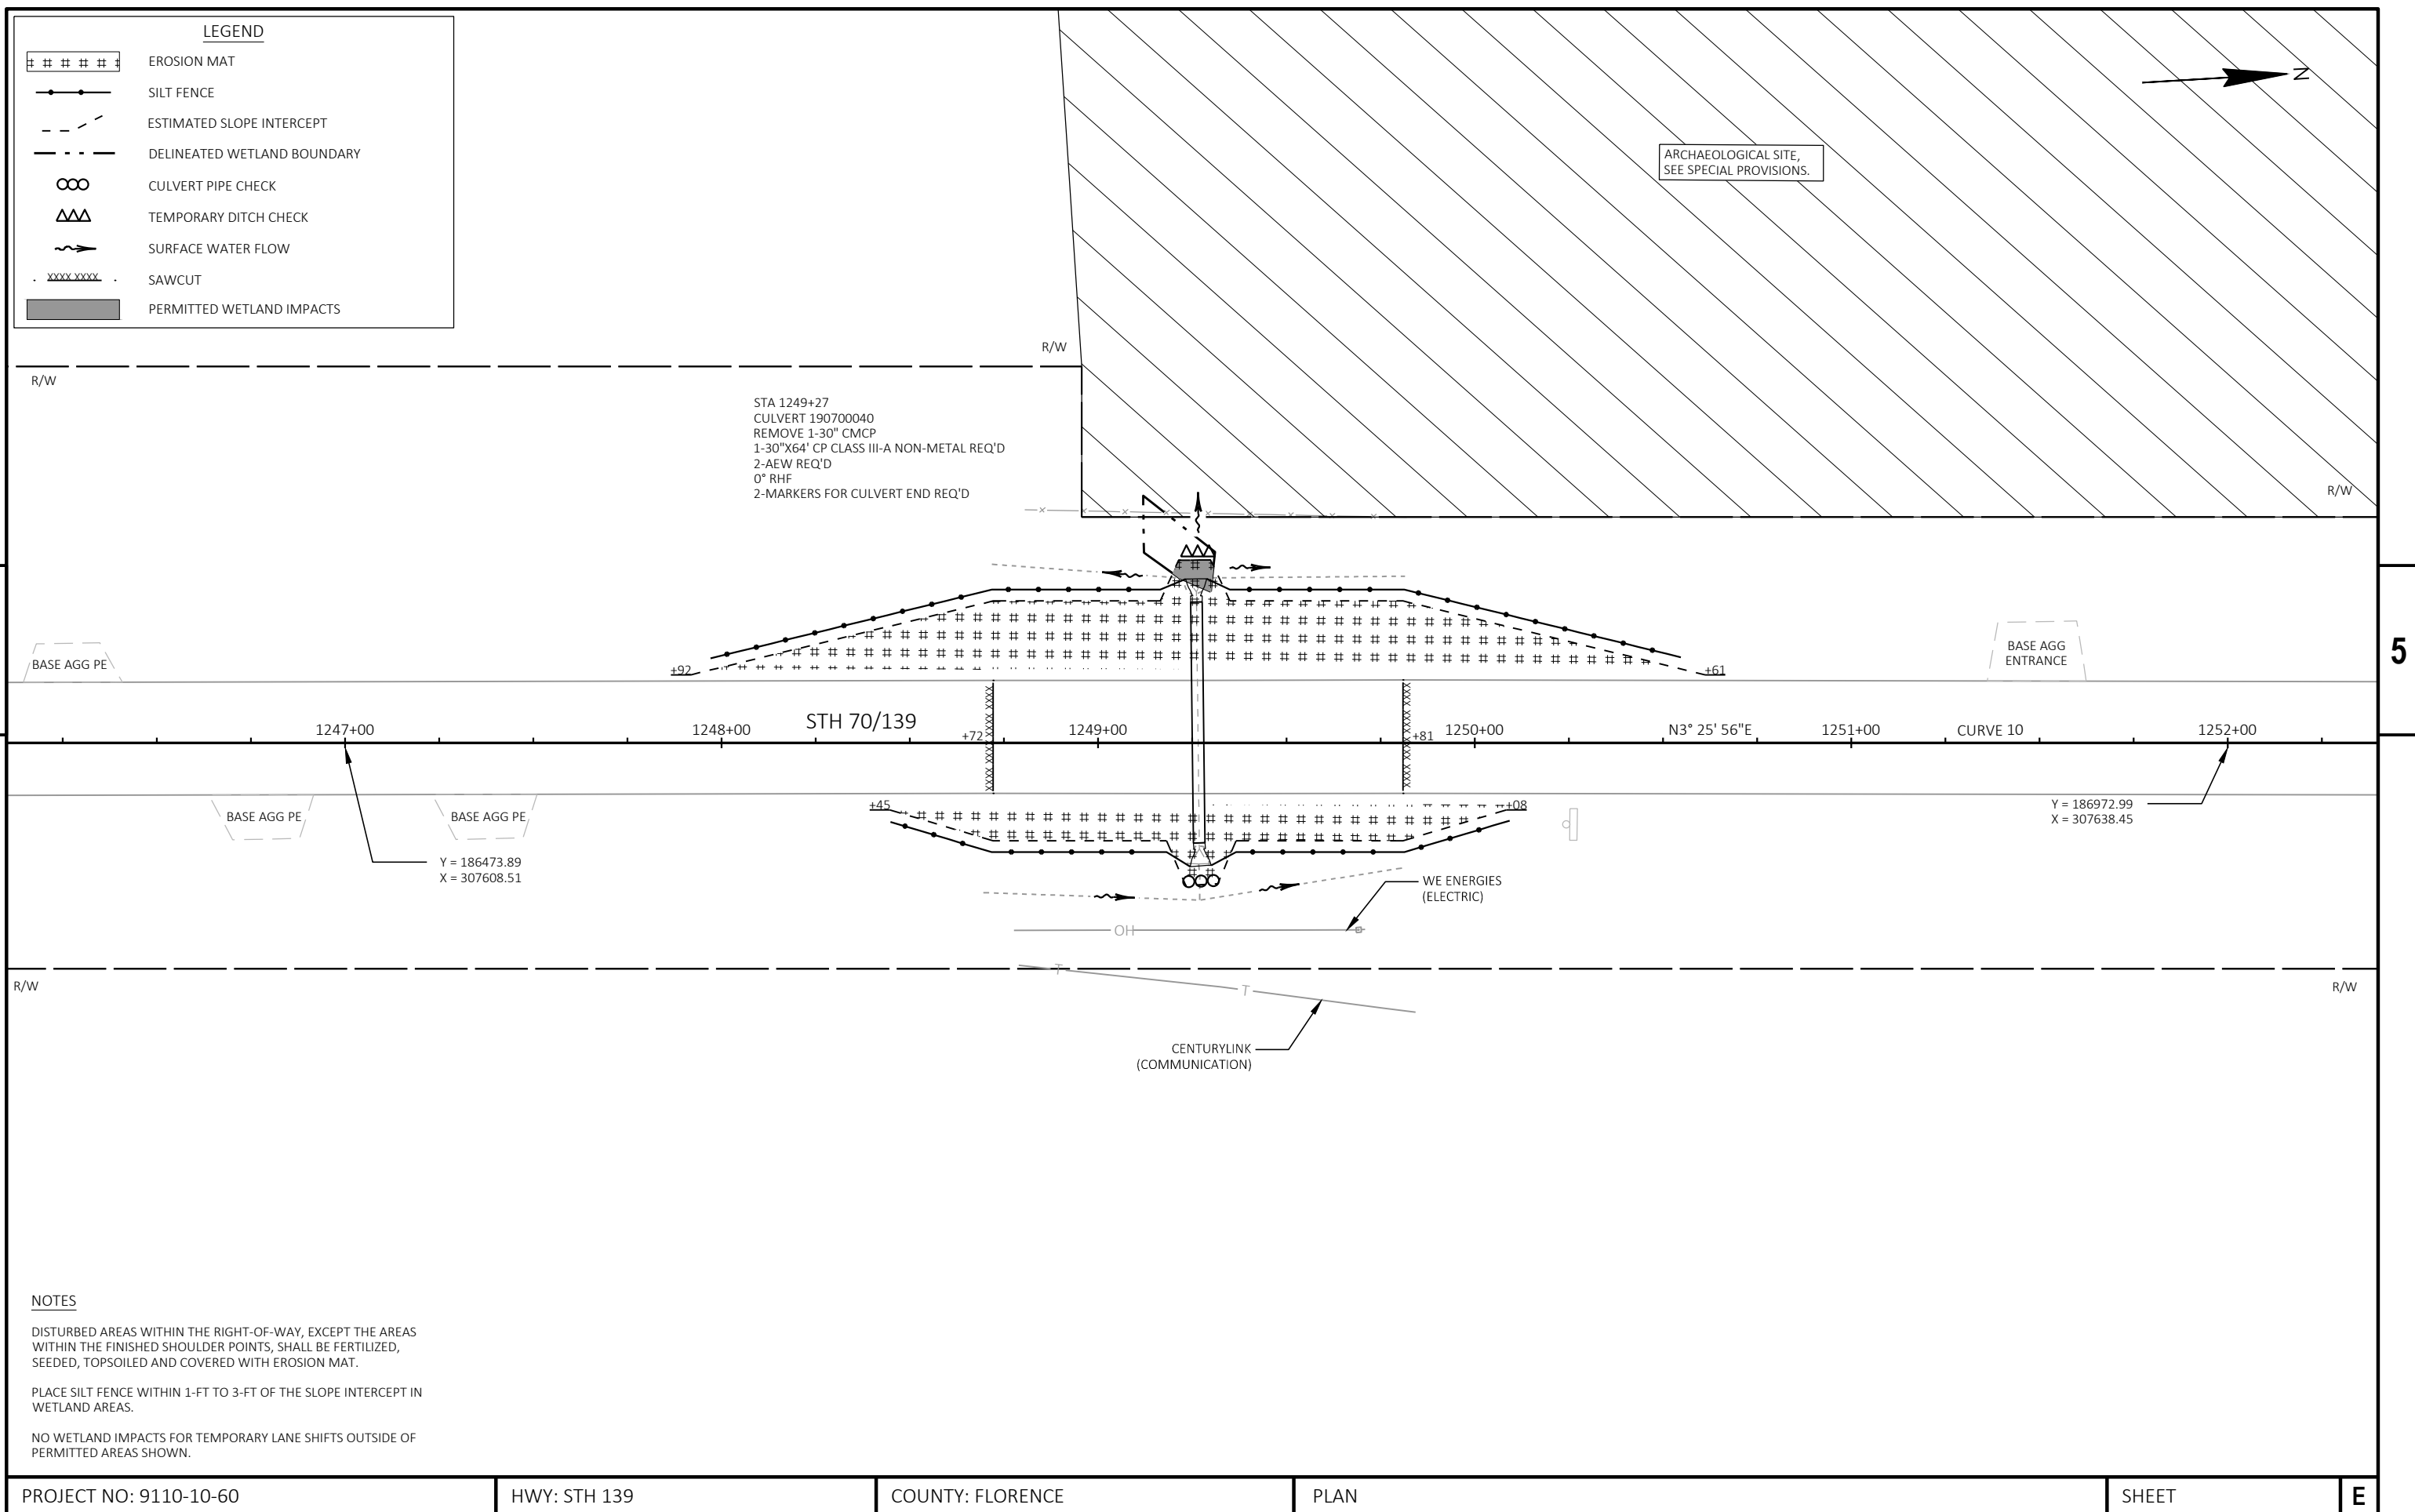 LEGEND
EROSION MAT
SILT FENCE
ESTIMATED SLOPE INTERCEPT
DELINEATED WETLAND BOUNDARY
CULVERT PIPE CHECK
TEMPORARY DITCH CHECK
SURFACE WATER FLOW
XXXX XXXX
SAWCUT
PERMITTED WETLAND IMPACTS
N
ARCHAEOLOGICAL SITE,
SEE SPECIAL PROVISIONS.
R/W
R/W
R/W
STA 1249+27
CULVERT 190700040
REMOVE 1-30" CMCP
1-30"X64' CP CLASS III-A NON-METAL REQ'D
2-AEW REQ'D
0° RHF
2-MARKERS FOR CULVERT END REQ'D
BASE AGG PE
+92
+61
BASE AGG
ENTRANCE
5
STH 70/139
1247+00
1248+00
+72
1249+00
+81
1250+00
N3° 25' 56"E
1251+00
CURVE 10
1252+00
BASE AGG PE
BASE AGG PE
+45
+08
Y = 186473.89
X = 307608.51
Y = 186972.99
X = 307638.45
WE ENERGIES
(ELECTRIC)
OH
T
T
R/W
R/W
CENTURYLINK
(COMMUNICATION)
NOTES
DISTURBED AREAS WITHIN THE RIGHT-OF-WAY, EXCEPT THE AREAS
WITHIN THE FINISHED SHOULDER POINTS, SHALL BE FERTILIZED,
SEEDED, TOPSOILED AND COVERED WITH EROSION MAT.
PLACE SILT FENCE WITHIN 1-FT TO 3-FT OF THE SLOPE INTERCEPT IN
WETLAND AREAS.
NO WETLAND IMPACTS FOR TEMPORARY LANE SHIFTS OUTSIDE OF
PERMITTED AREAS SHOWN.
PROJECT NO: 9110-10-60
HWY: STH 139
COUNTY: FLORENCE
PLAN
SHEET
E